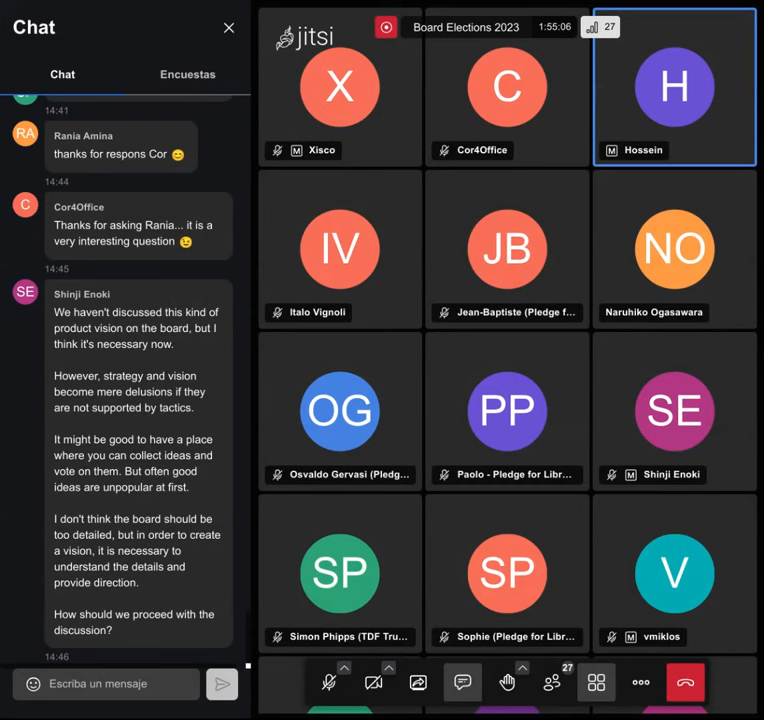 Chat
Chat
Encuestas
14:41
RA
Rania Amina
thanks for respons Cor 😊
14:44
C
Cor4Office
Thanks for asking Rania... it is a
very interesting question 😉
14:45
SE
Shinji Enoki
We haven't discussed this kind of
product vision on the board, but I
think it's necessary now.
However, strategy and vision
become mere delusions if they
are not supported by tactics.
It might be good to have a place
where you can collect ideas and
vote on them. But often good
ideas are unpopular at first.
I don't think the board should be
too detailed, but in order to create
a vision, it is necessary to
understand the details and
provide direction.
How should we proceed with the
discussion?
14:46
Escriba un mensaje
jitsi
Board Elections 2023
1:55:06
27
X
M Xisco
C
Cor4Office
H
M Hossein
IV
Italo Vignoli
JB
Jean-Baptiste (Pledge f...
NO
Naruhiko Ogasawara
OG
Osvaldo Gervasi (Pledg...
PP
Paolo - Pledge for Libr...
SE
M Shinji Enoki
SP
Simon Phipps (TDF Tru...
SP
Sophie (Pledge for Libr...
V
M vmiklos
27